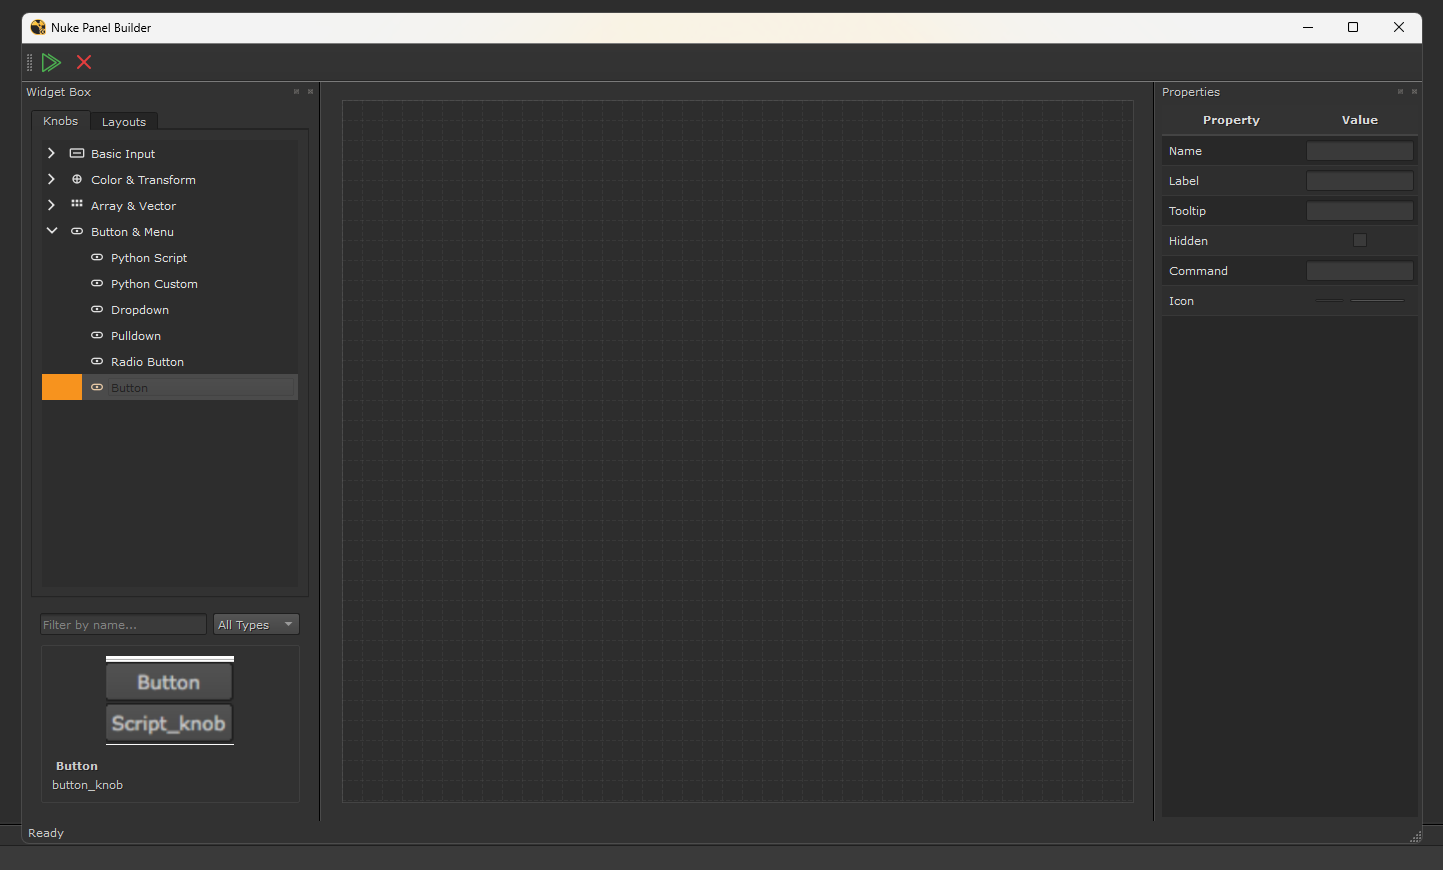 Nuke Panel Builder
Widget Box
Knobs
Layouts
Basic Input
Color & Transform
Array & Vector
Button & Menu
Python Script
Python Custom
Dropdown
Pulldown
Radio Button
Button
Filter by name...
All Types
Button
Script_knob
Button
button_knob
Properties
Property Value
Name
Label
Tooltip
Hidden
Command
Icon
Ready